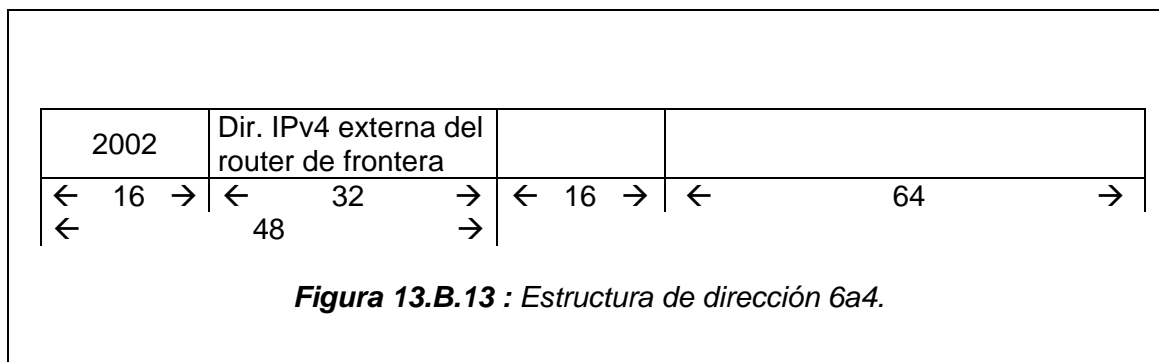 2002 Dir. IPv4 externa del
router de frontera
← 16 → ← 32 → ← 16 → ← 64 →
← 48 →
Figura 13.B.13 : Estructura de dirección 6a4.